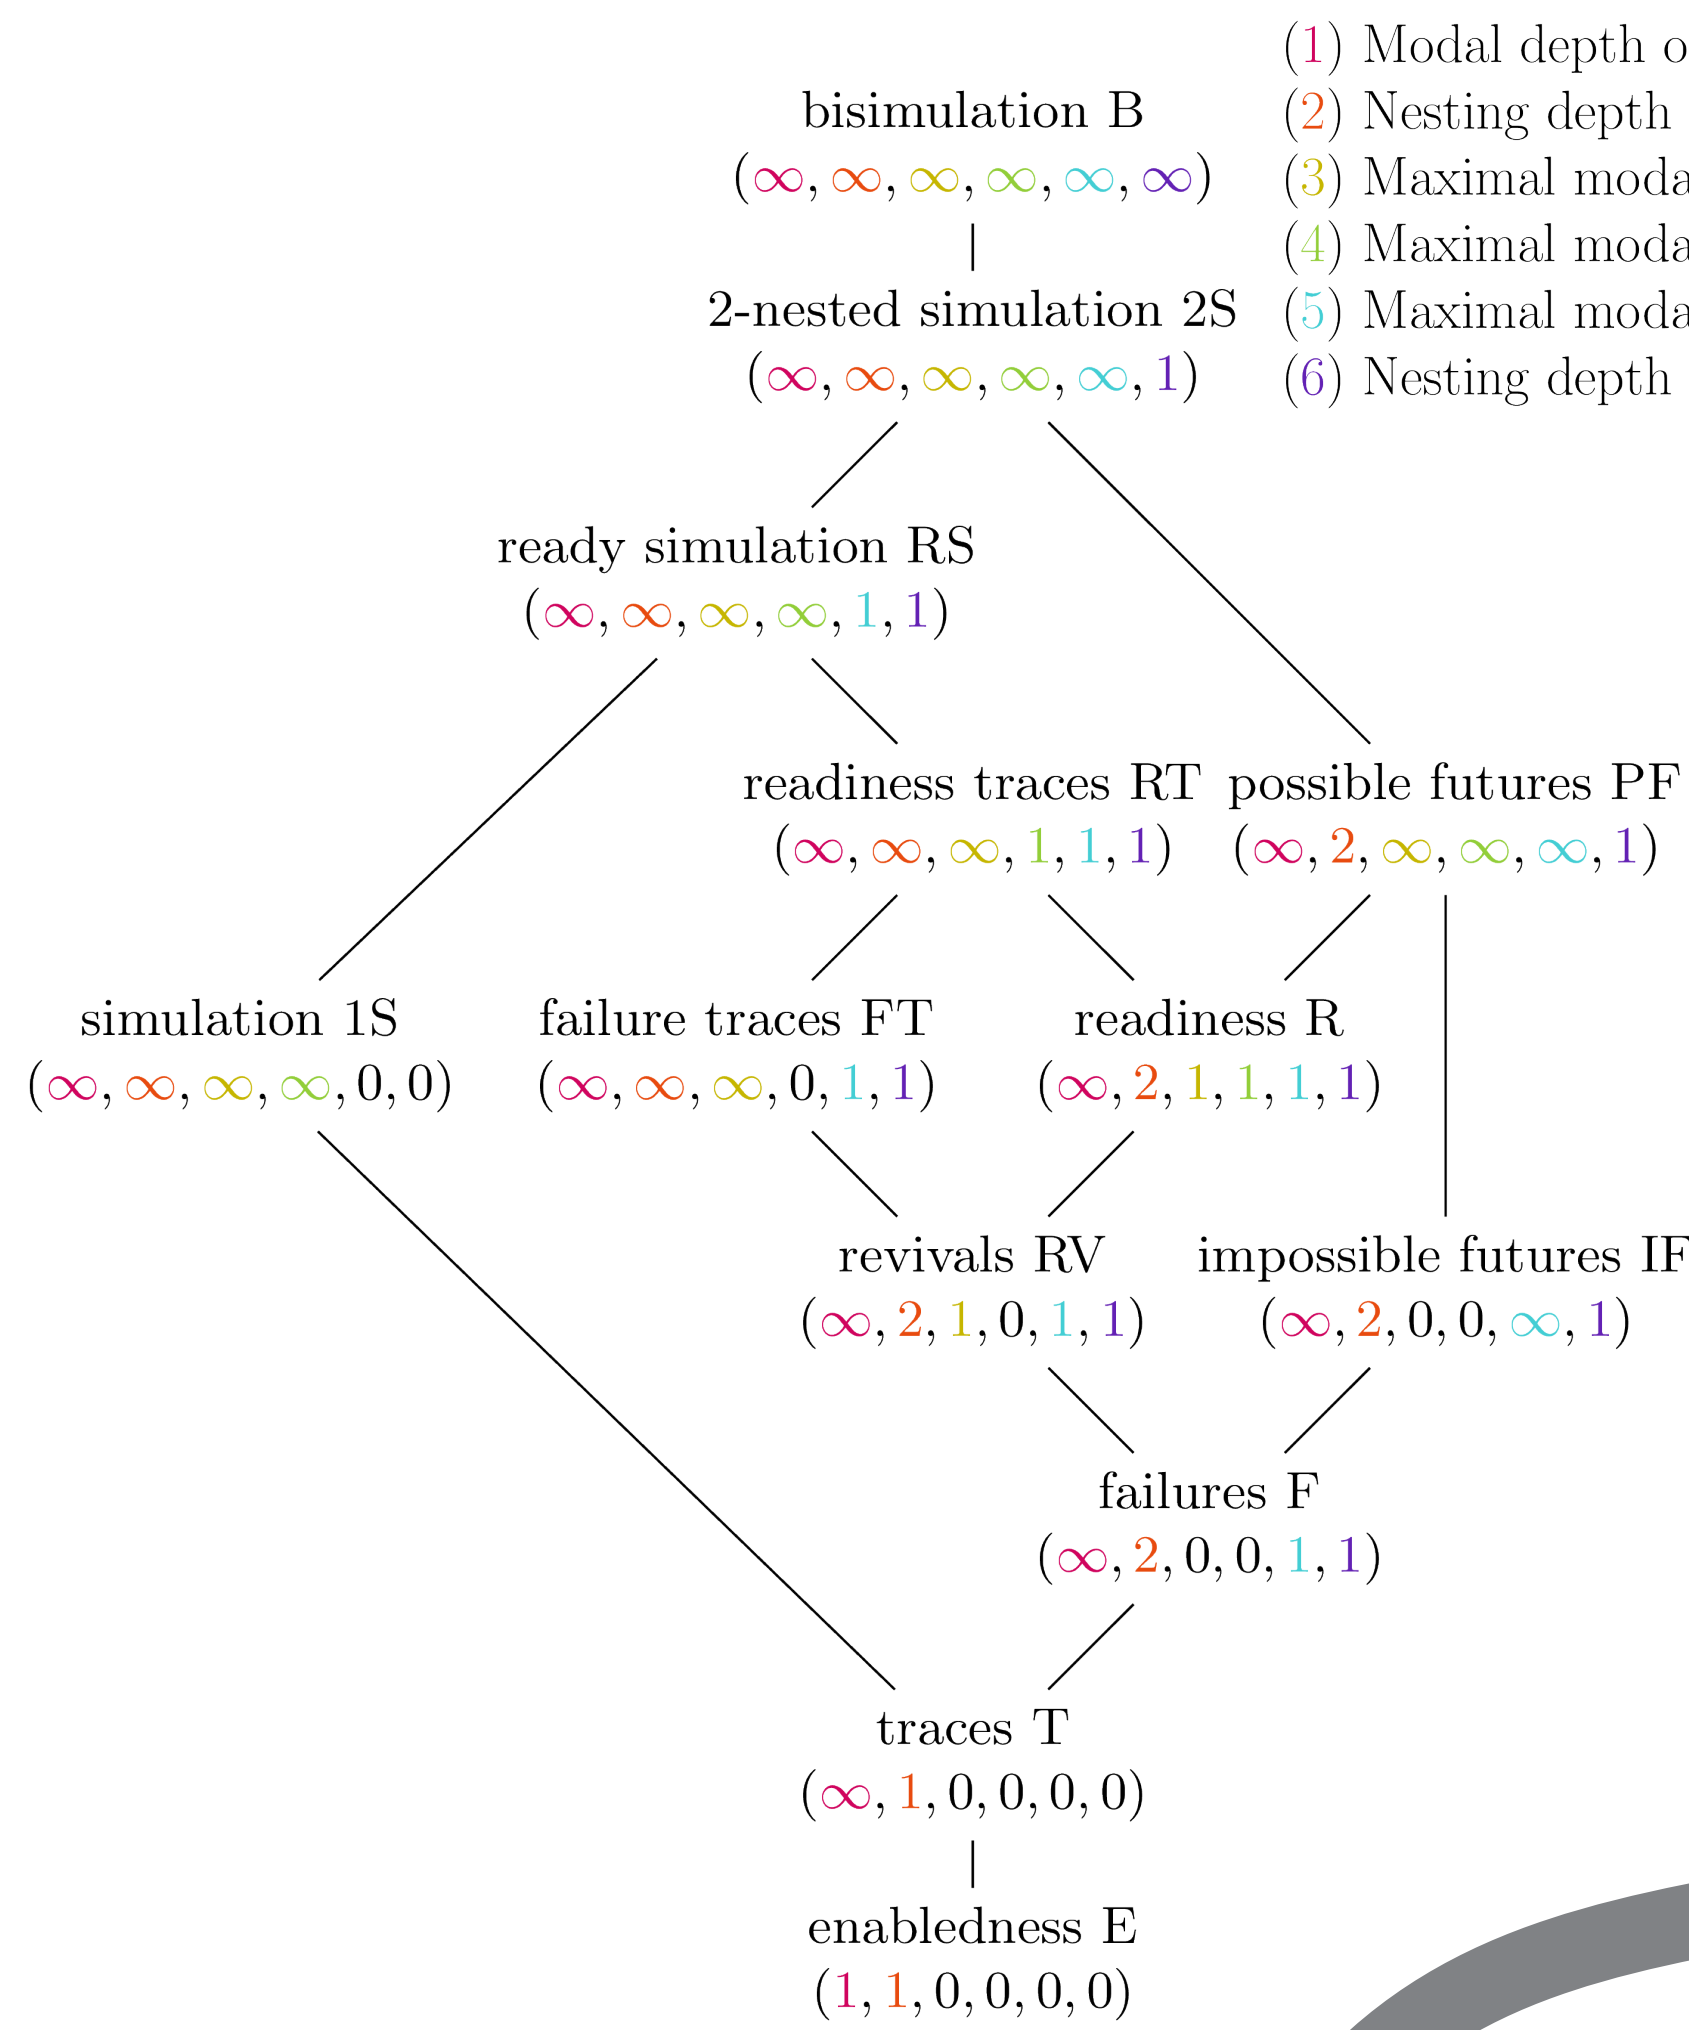 (1) Modal depth o
(2) Nesting depth
(3) Maximal moda
(4) Maximal moda
(5) Maximal moda
(6) Nesting depth
bisimulation B
(∞, ∞, ∞, ∞, ∞, ∞)
2-nested simulation 2S
(∞, ∞, ∞, ∞, ∞, 1)
ready simulation RS
(∞, ∞, ∞, ∞, 1, 1)
readiness traces RT
(∞, ∞, ∞, 1, 1, 1)
possible futures PF
(∞, 2, ∞, ∞, ∞, 1)
simulation 1S
(∞, ∞, ∞, ∞, 0, 0)
failure traces FT
(∞, ∞, ∞, 0, 1, 1)
readiness R
(∞, 2, 1, 1, 1, 1)
revivals RV
(∞, 2, 1, 0, 1, 1)
impossible futures IF
(∞, 2, 0, 0, ∞, 1)
failures F
(∞, 2, 0, 0, 1, 1)
traces T
(∞, 1, 0, 0, 0, 0)
enabledness E
(1, 1, 0, 0, 0, 0)